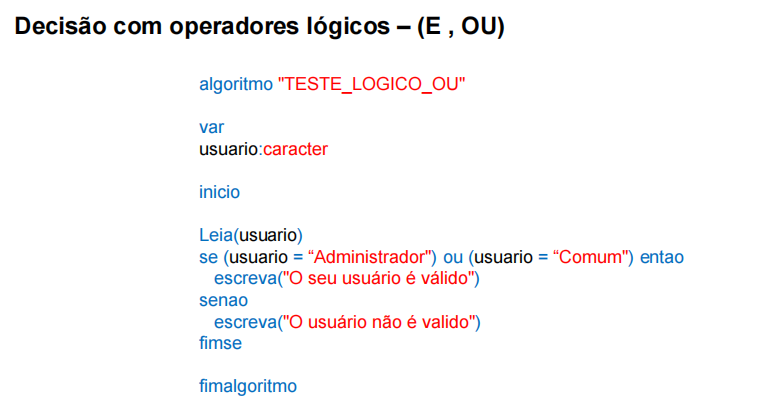 Decisão com operadores lógicos – (E , OU)
algoritmo "TESTE_LOGICO_OU"
var
usuario:caracter
inicio
Leia(usuario)
se (usuario = “Administrador") ou (usuario = “Comum") entao
escreva("O seu usuário é válido")
senao
escreva("O usuário não é valido")
fimse
fimalgoritmo